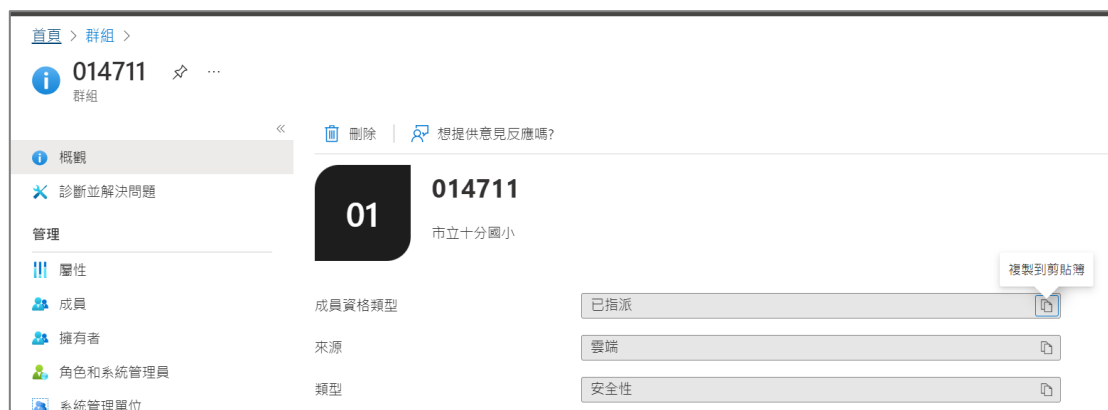 首頁 > 群組 >
014711
群組
刪除 想提供意見反應嗎?
概觀
診斷並解決問題
管理
屬性
成員
擁有者
角色和系統管理員
系統管理單位
01
014711
市立十分國小
複製到剪貼簿
成員資格類型 已指派
來源 雲端
類型 安全性